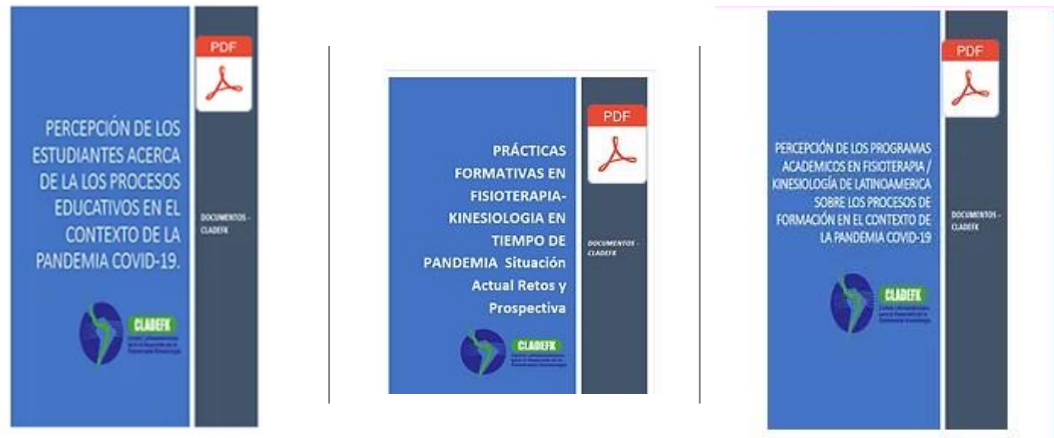 PDF
PERCEPCIÓN DE LOS
ESTUDIANTES ACERCA
DE LA LOS PROCESOS
EDUCATIVOS EN EL
CONTEXTO DE LA
PANDEMIA COVID-19.
DOCUMENTOS -
CLADEFK
CLADEFK
PDF
PRÁCTICAS
FORMATIVAS EN
FISIOTERAPIA-
KINESIOLOGIA EN
TIEMPO DE
PANDEMIA Situación
Actual Retos y
Prospectiva
DOCUMENTOS -
CLADEFK
CLADEFK
PDF
PERCEPCIÓN DE LOS PROGRAMAS
ACADEMICOS EN FISIOTERAPIA /
KINESIOLOGÍA DE LATINOAMERICA
SOBRE LOS PROCESOS DE
FORMACIÓN EN EL CONTEXTO DE
LA PANDEMIA COVID-19
DOCUMENTOS -
CLADEFK
CLADEFK